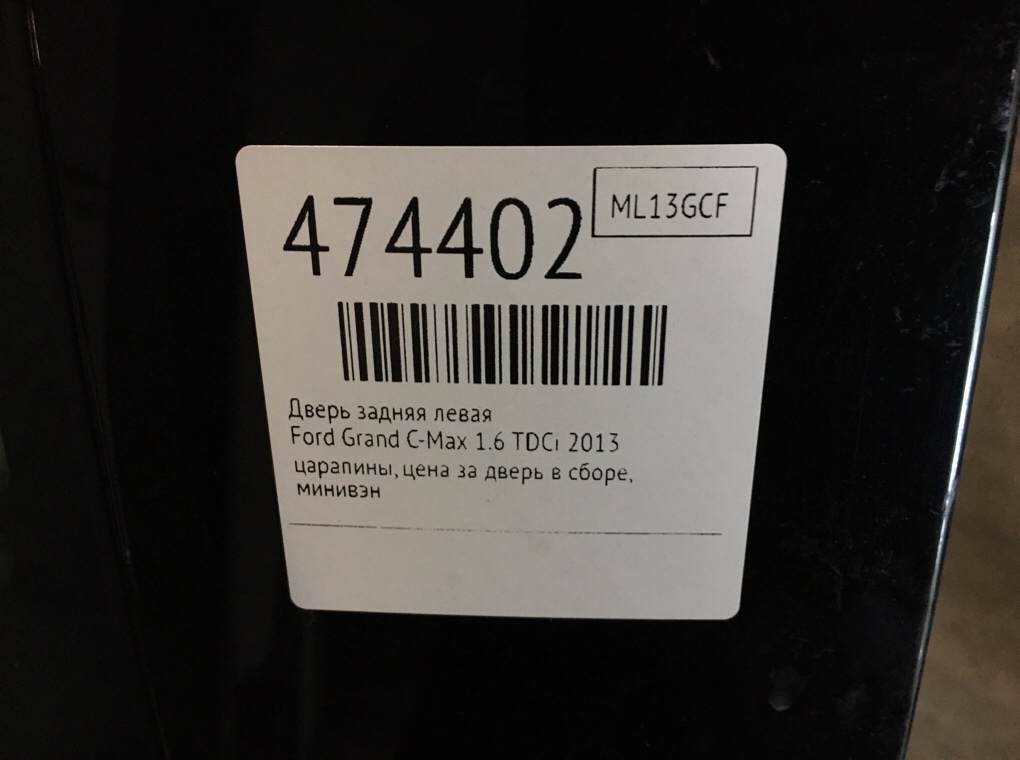 474402
ML13GCF
Дверь задняя левая
Ford Grand C-Max 1.6 TDCi 2013
царапины, цена за дверь в сборе,
минивэн